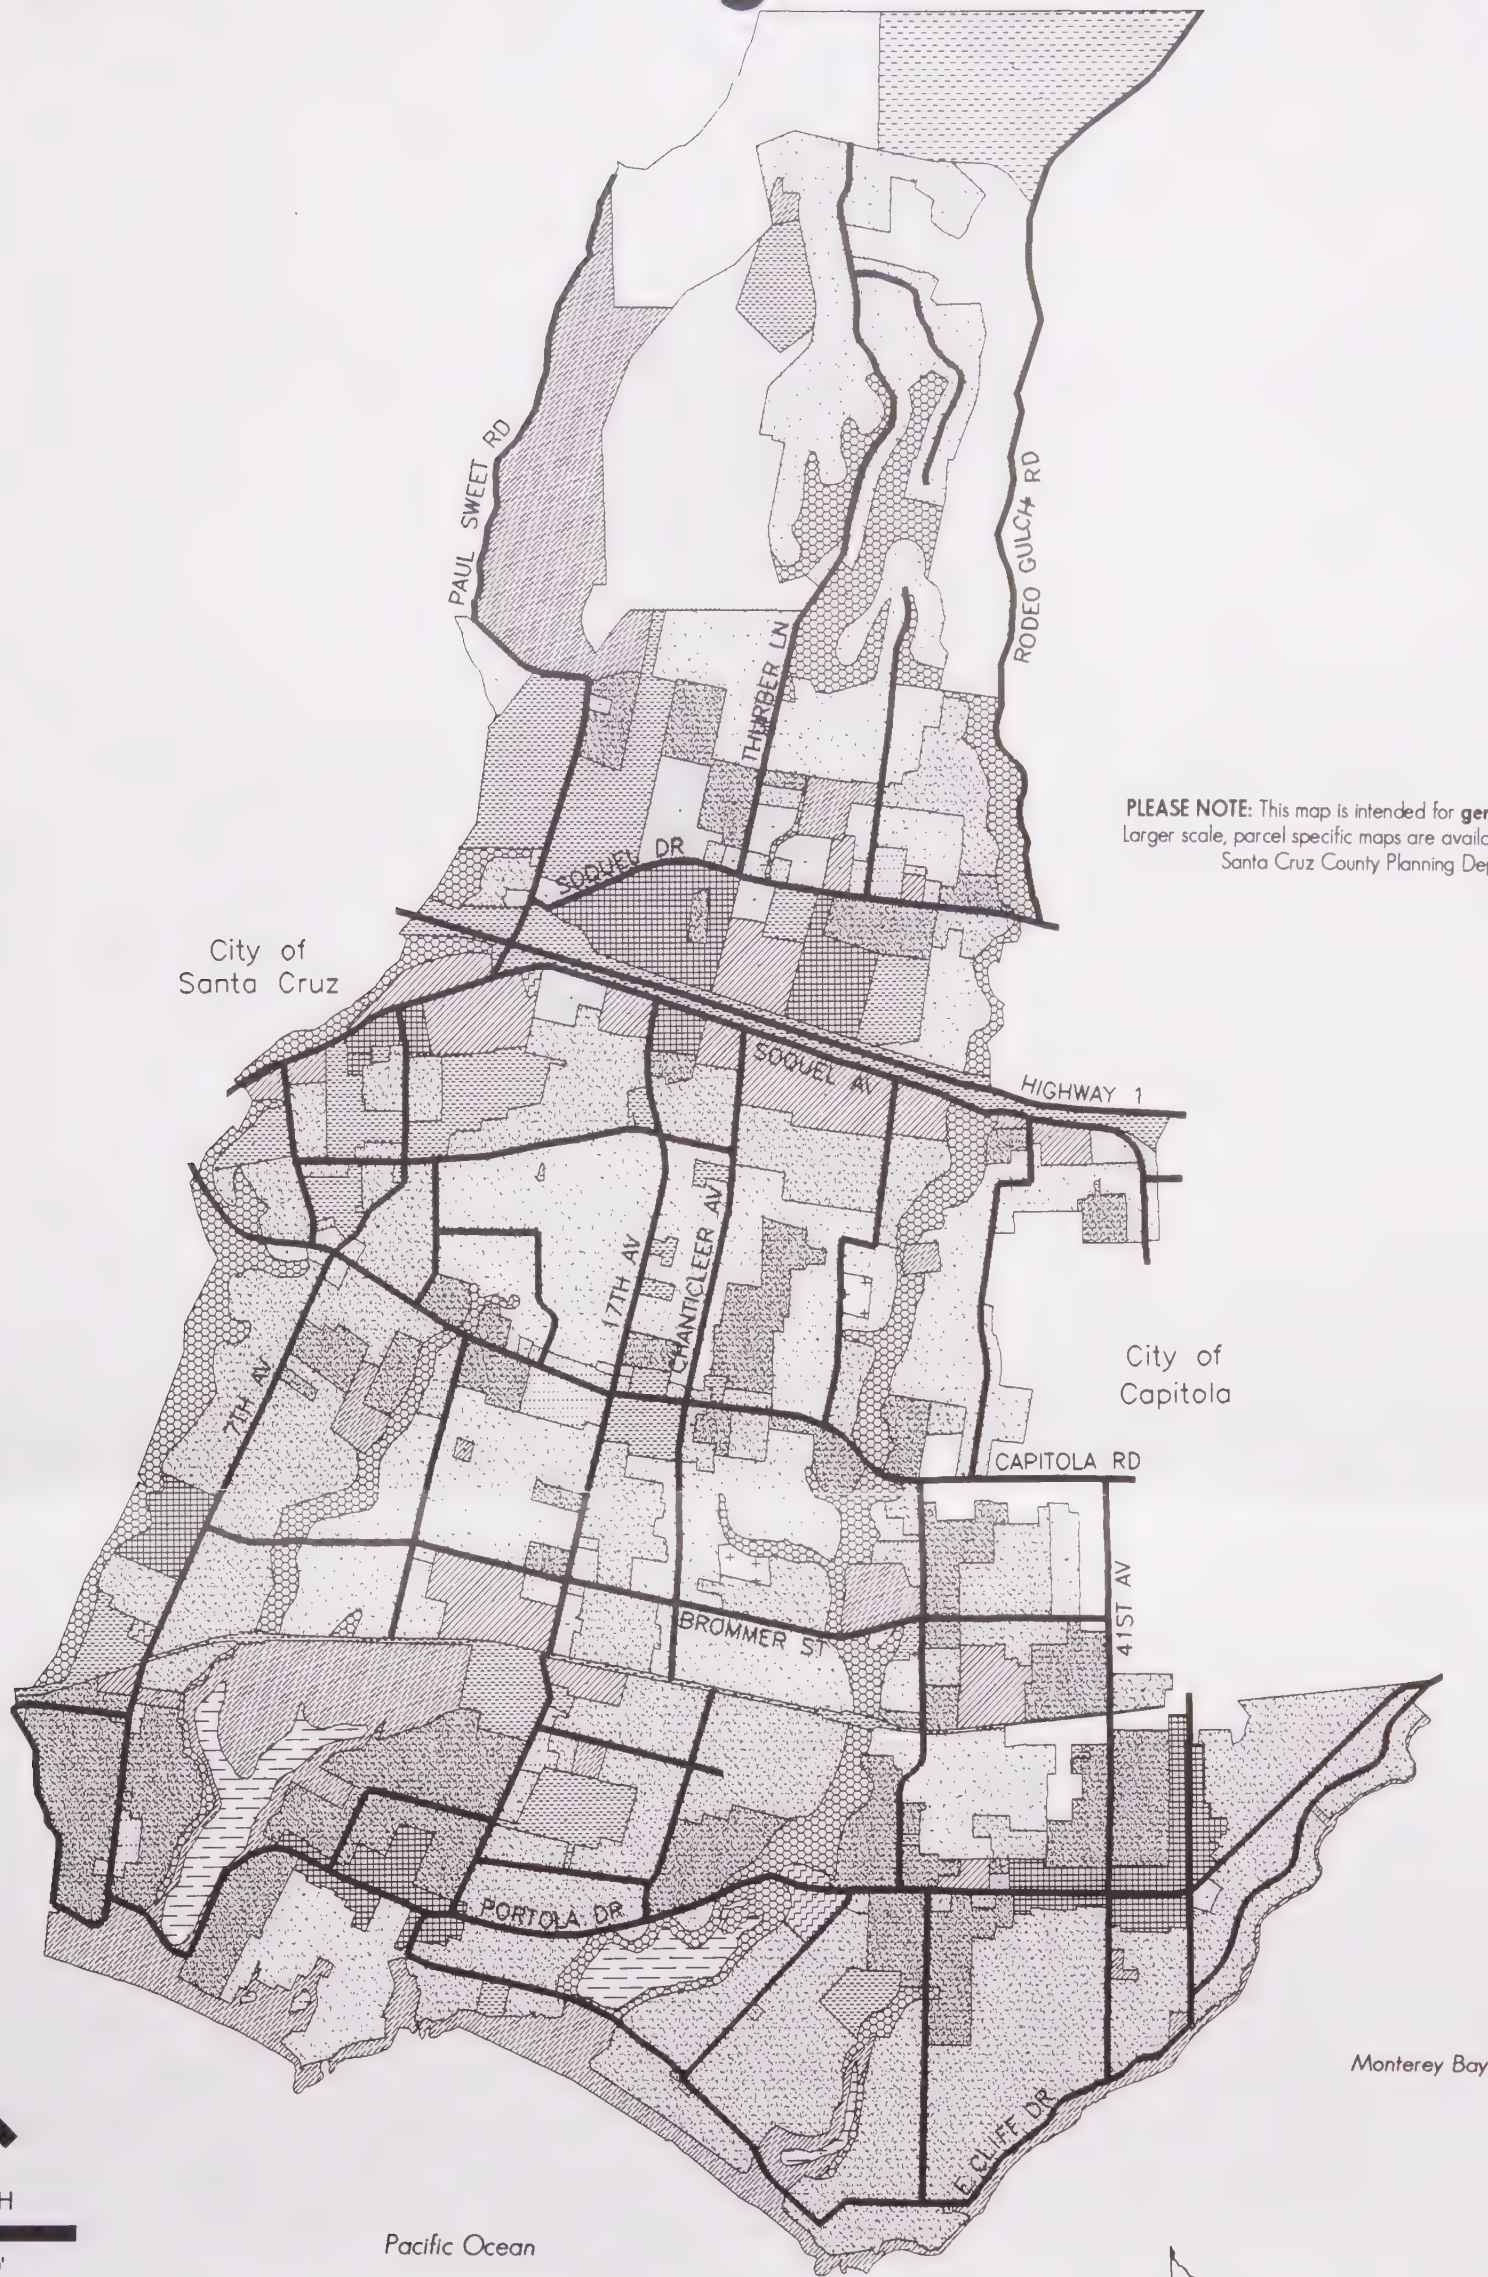 PAUL SWEET RD
RODEO GULCH RD
THURBER LN
PLEASE NOTE: This map is intended for
Larger scale, parcel specific maps are
Santa Cruz County Planning
SOQUEL DR
City of
Santa Cruz
SOQUEL AV
HIGHWAY 1
17TH AV
CHANTICLEER AV
7TH AV
City of
Capitola
CAPITOLA RD
41ST AV
BROMMER ST
PORTOLA DR
Monterey Bay
E CLIFF DR
H
Pacific Ocean